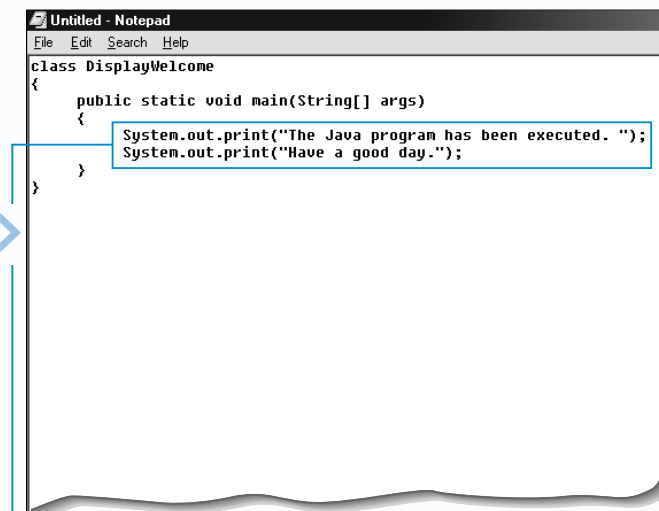 Untitled - Notepad
File Edit Search Help
class DisplayWelcome
{
public static void main(String[] args)
{
System.out.print("The Java program has been executed. ");
System.out.print("Have a good day.");
}
}